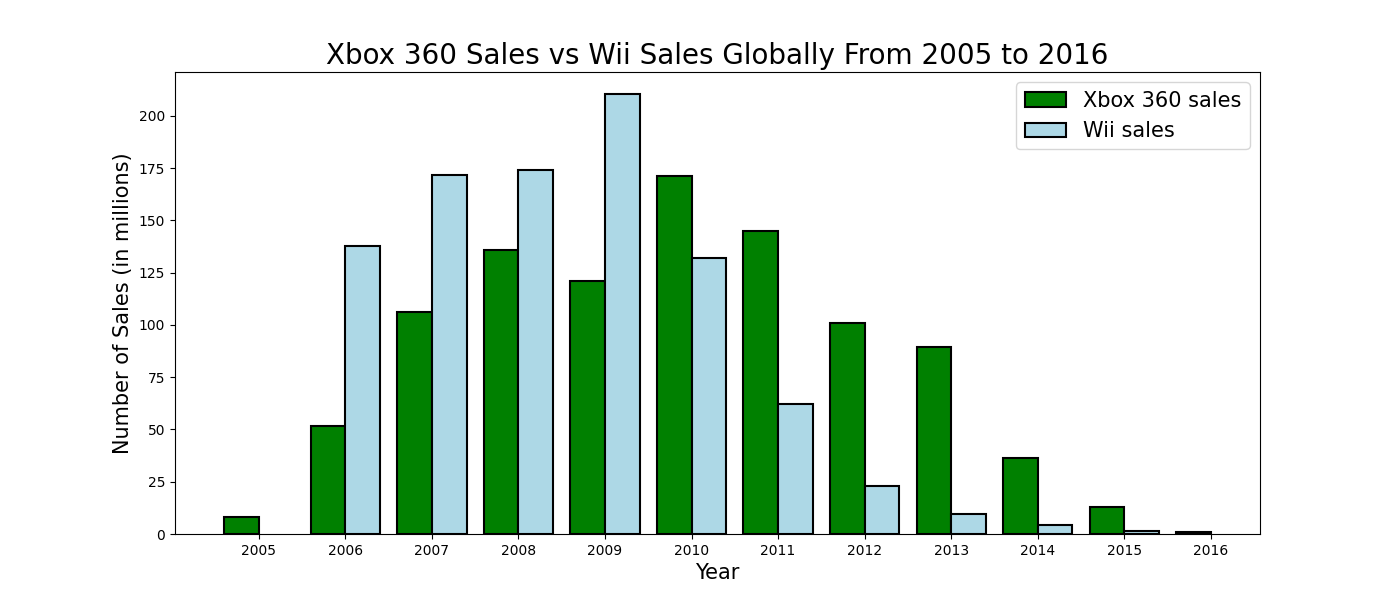 Xbox 360 Sales vs Wii Sales Globally From 2005 to 2016
Xbox 360 sales
Wii sales
Number of Sales (in millions)
200
175
150
125
100
75
50
25
0
2005 2006 2007 2008 2009 2010 2011 2012 2013 2014 2015 2016
Year